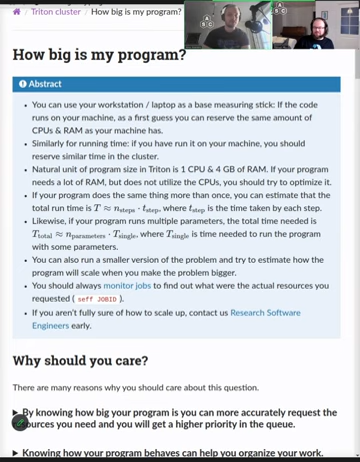 / Triton cluster / How big is my program?
How big is my program?
Abstract
• You can use your workstation / laptop as a base measuring stick: If the code
runs on your machine, as a first guess you can reserve the same amount of
CPUs & RAM as your machine has.
• Similarly for running time: if you have run it on your machine, you should
reserve similar time in the cluster.
• Natural unit of program size in Triton is 1 CPU & 4 GB of RAM. If your program
needs a lot of RAM, but does not utilize the CPUs, you should try to optimize it.
• If your program does the same thing more than once, you can estimate that the
total run time is T ≈ n_steps · t_step, where t_step is the time taken by each step.
• Likewise, if your program runs multiple parameters, the total time needed is
T_total ≈ n_parameters · T_single, where T_single is time needed to run the program
with some parameters.
• You can also run a smaller version of the problem and try to estimate how the
program will scale when you make the problem bigger.
• You should always monitor jobs to find out what were the actual resources you
requested ( seff JOBID ).
• If you aren't fully sure of how to scale up, contact us Research Software
Engineers early.
Why should you care?
There are many reasons why you should care about this question.
▶ By knowing how big your program is you can more accurately request the
resources you need and you will get a higher priority in the queue.
▶ Knowing how your program behaves can help you organize your work.